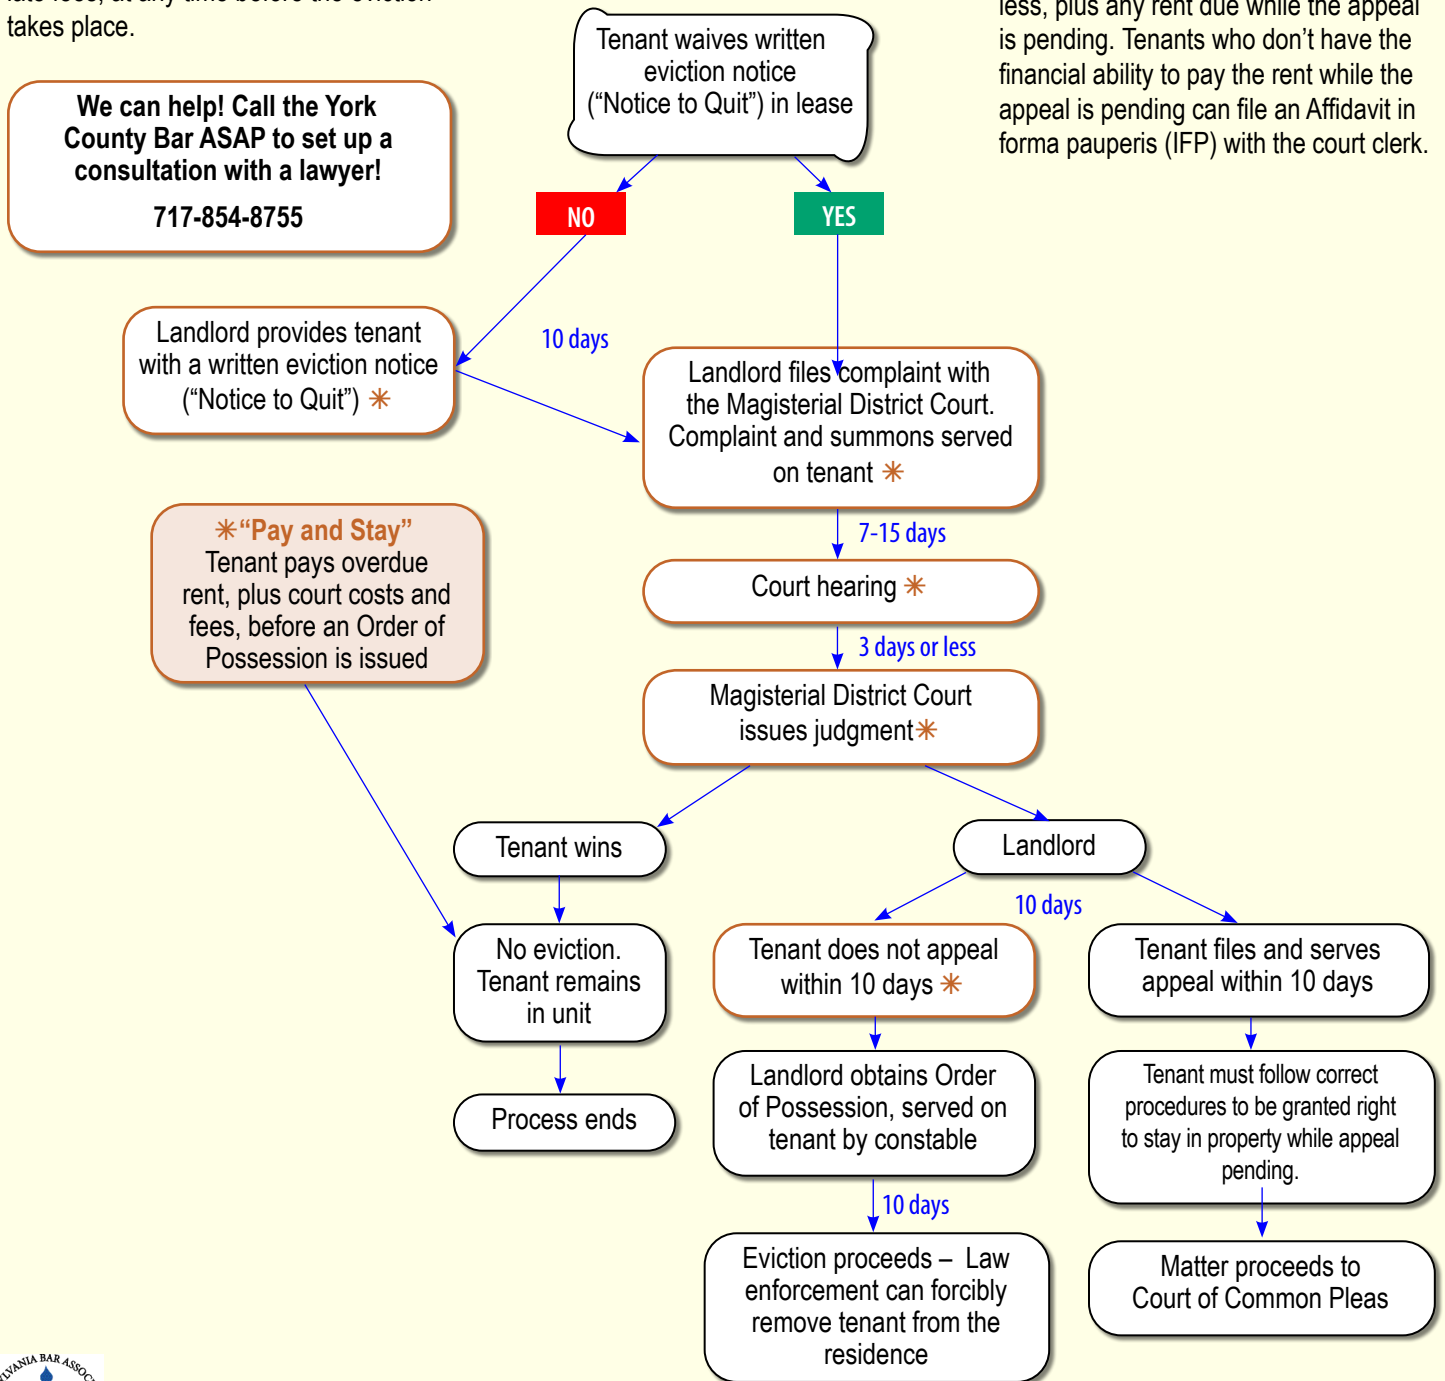 takes place.
We can help! Call the York
County Bar ASAP to set up a
consultation with a lawyer!
717-854-8755
less, plus any rent due while the appeal
is pending. Tenants who don’t have the
financial ability to pay the rent while the
appeal is pending can file an Affidavit in
forma pauperis (IFP) with the court clerk.
Tenant waives written
eviction notice
(“Notice to Quit”) in lease
NO
YES
Landlord provides tenant
with a written eviction notice
(“Notice to Quit”) ✳
10 days
Landlord files complaint with
the Magisterial District Court.
Complaint and summons served
on tenant ✳
7-15 days
✳“Pay and Stay”
Tenant pays overdue
rent, plus court costs and
fees, before an Order of
Possession is issued
Court hearing ✳
3 days or less
Magisterial District Court
issues judgment✳
Tenant wins
Landlord
10 days
No eviction.
Tenant remains
in unit
Process ends
Tenant does not appeal
within 10 days ✳
Landlord obtains Order
of Possession, served on
tenant by constable
10 days
Eviction proceeds – Law
enforcement can forcibly
remove tenant from the
residence
Tenant files and serves
appeal within 10 days
Tenant must follow correct
procedures to be granted right
to stay in property while appeal
pending.
Matter proceeds to
Court of Common Pleas
BAR